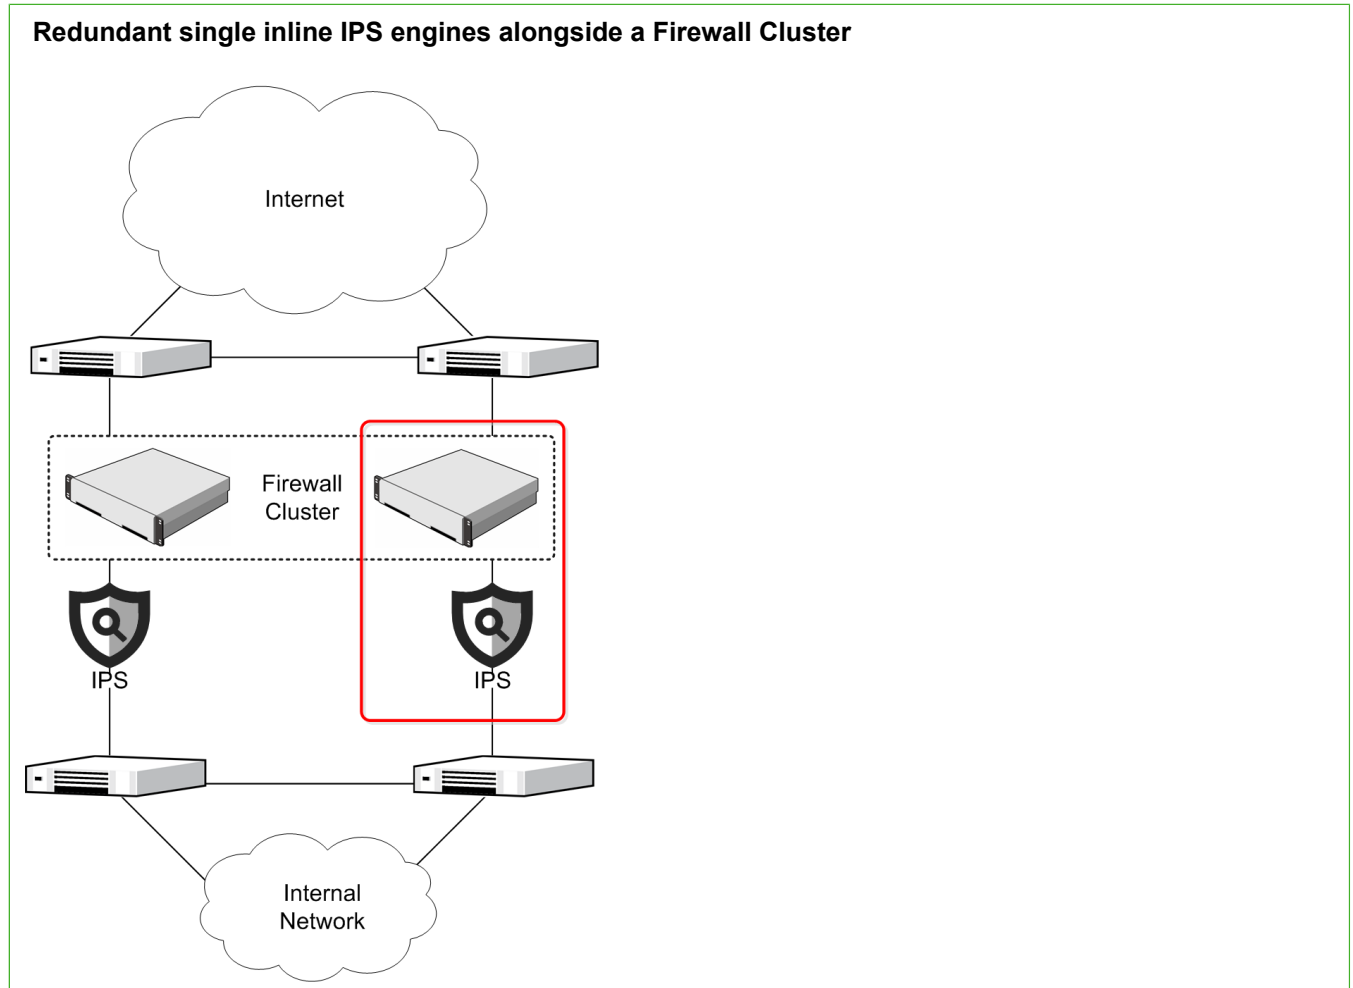 Redundant single inline IPS engines alongside a Firewall Cluster
Internet
Firewall
Cluster
IPS
IPS
Internal
Network